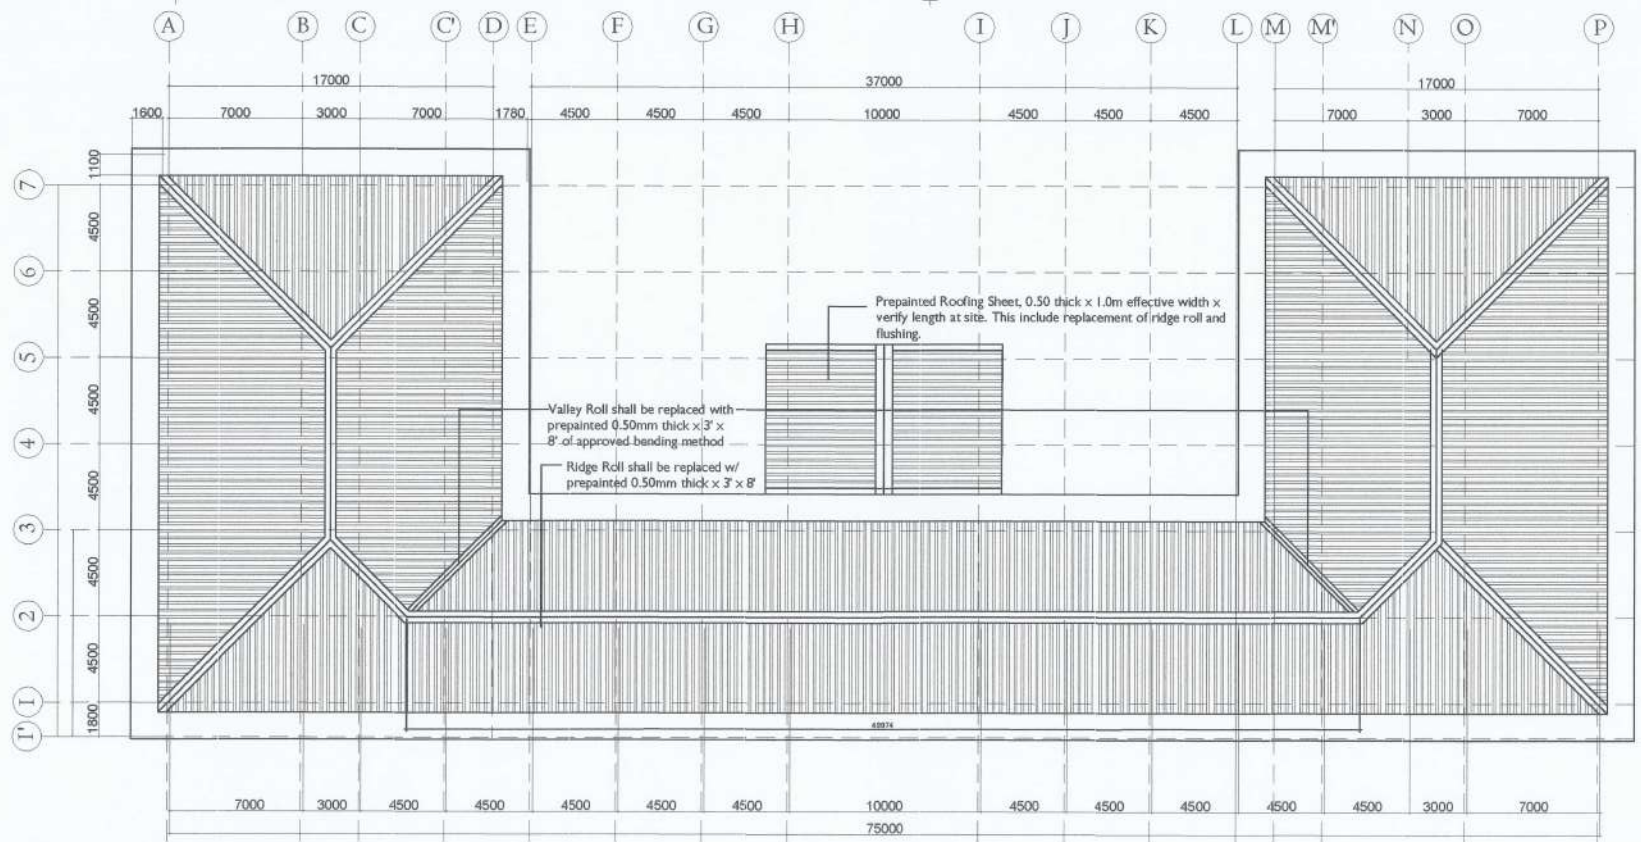 A B C C' D E F G H I J K L M M' N O P
17000 37000 17000
1600 7000 3000 7000 1780 4500 4500 4500 10000 4500 4500 4500 7000 3000 7000
1100
7
4500
6
4500
Prepainted Roofing Sheet, 0.50 thick x 1.0m effective width x
verify length at site. This include replacement of ridge roll and
flushing.
5
4500
Valley Roll shall be replaced with
prepainted 0.50mm thick x 3' x
8' of approved bending method
4
Ridge Roll shall be replaced w/
prepainted 0.50mm thick x 3' x 8'
4500
3
4500
2
4500
1
1800
1'
7000 3000 4500 4500 4500 4500 4500 10000 4500 4500 4500 4500 4500 3000 7000
75000